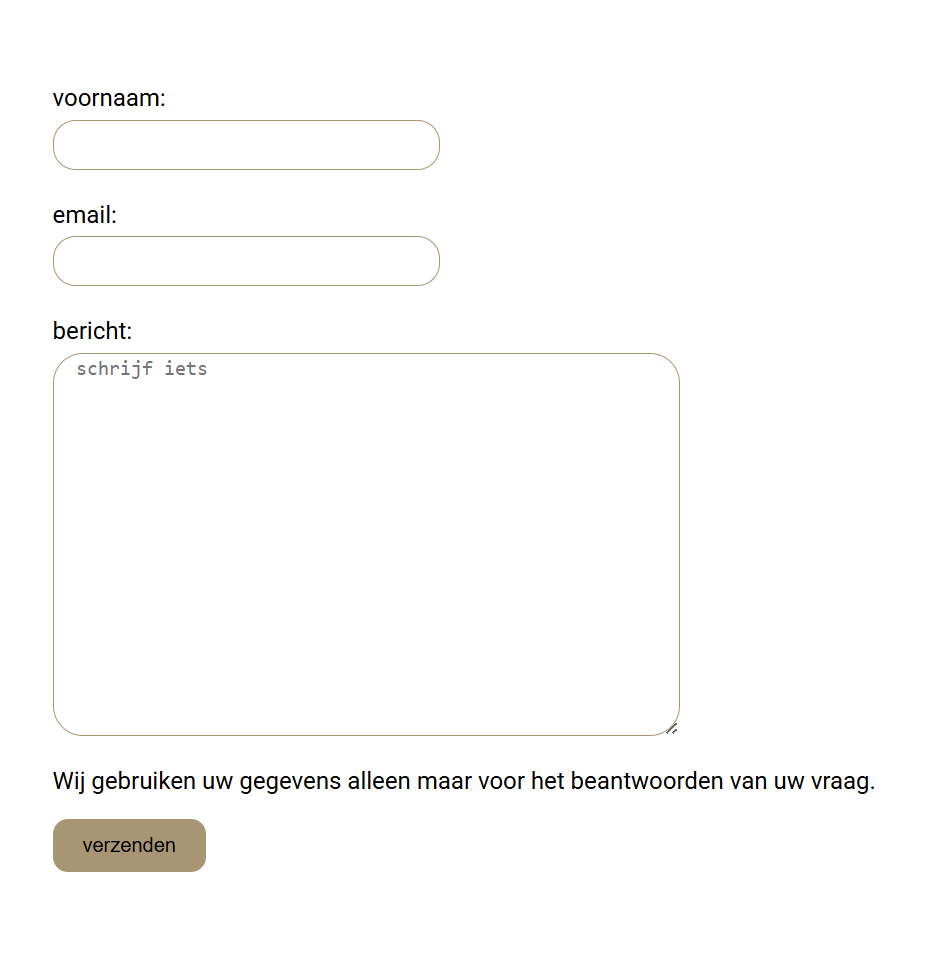 voornaam:
email:
bericht:
schrijf iets
Wij gebruiken uw gegevens alleen maar voor het beantwoorden van uw vraag.
verzenden